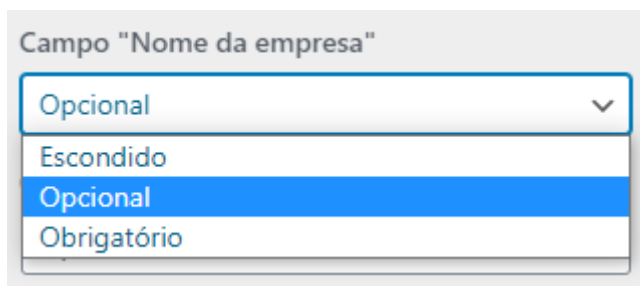 Campo "Nome da empresa"
Opcional
Escondido
Opcional
Obrigatório